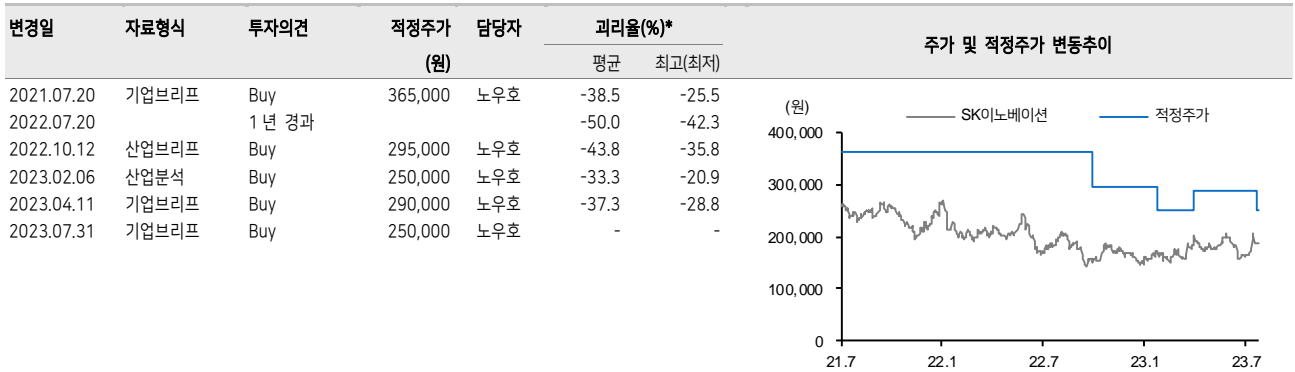 변경일 자료형식 투자의견 적정주가 담당자 괴리율(%)*
(원) 평균 최고(최저)
2021.07.20 기업브리프 Buy 365,000 노우호 -38.5 -25.5
2022.07.20 1년 경과 -50.0 -42.3
2022.10.12 산업브리프 Buy 295,000 노우호 -43.8 -35.8
2023.02.06 산업분석 Buy 250,000 노우호 -33.3 -20.9
2023.04.11 기업브리프 Buy 290,000 노우호 -37.3 -28.8
2023.07.31 기업브리프 Buy 250,000 노우호 - -
주가 및 적정주가 변동추이
(원)
SK이노베이션 적정주가
400,000
300,000
200,000
100,000
0
21.7 22.1 22.7 23.1 23.7